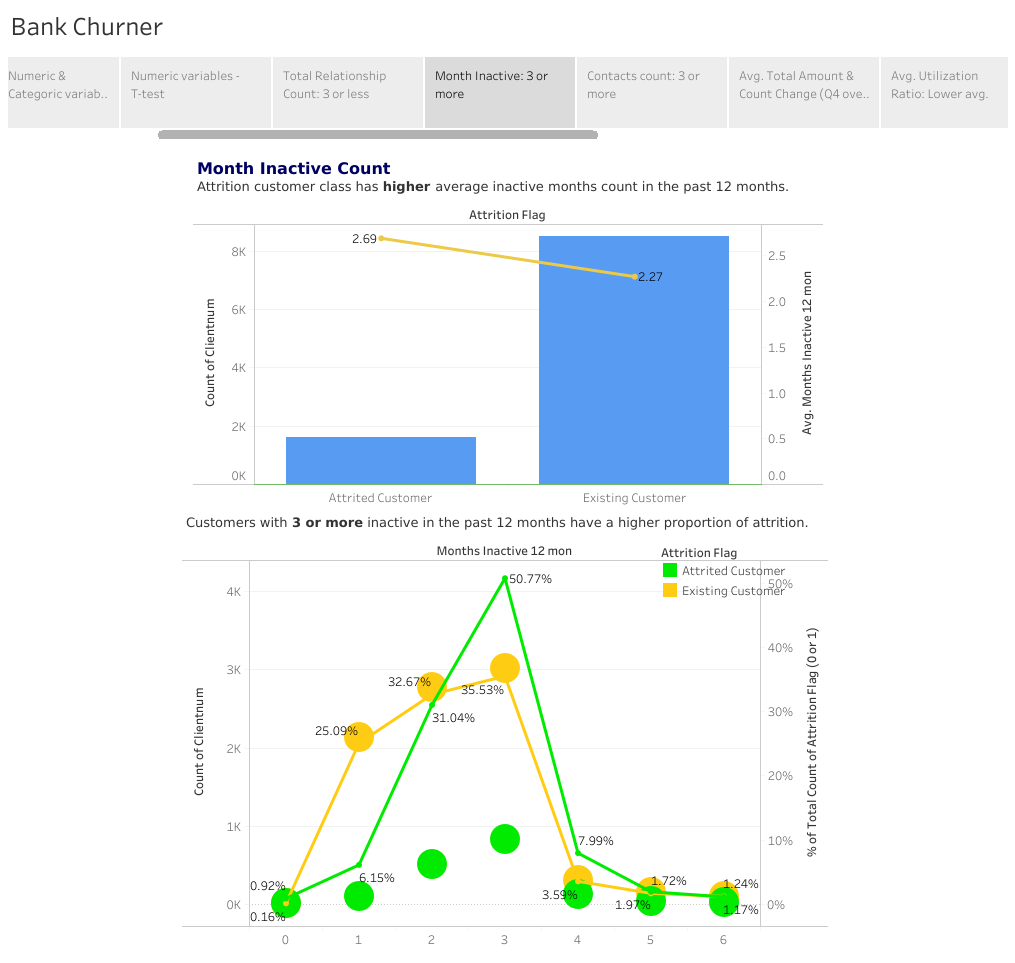 Bank Churner
Numeric &
Categoric variab..
Numeric variables -
T-test
Total Relationship
Count: 3 or less
Month Inactive: 3 or
more
Contacts count: 3 or
more
Avg. Total Amount &
Count Change (Q4 ove..
Avg. Utilization
Ratio: Lower avg.
Month Inactive Count
Attrition customer class has higher average inactive months count in the past 12 months.
Attrition Flag
8K
6K
4K
2K
0K
Count of Clientnum
2.69
2.27
2.5
2.0
1.5
1.0
0.5
0.0
Avg. Months Inactive 12 mon
Attrited Customer
Existing Customer
Customers with 3 or more inactive in the past 12 months have a higher proportion of attrition.
Months Inactive 12 mon
Attrition Flag
Attrited Customer
Existing Customer
4K
3K
2K
1K
0K
Count of Clientnum
50.77%
32.67%
35.53%
31.04%
25.09%
7.99%
6.15%
0.92%
0.16%
3.59%
1.72%
1.97%
1.24%
1.17%
50%
40%
30%
20%
10%
0%
% of Total Count of Attrition Flag (0 or 1)
0
1
2
3
4
5
6